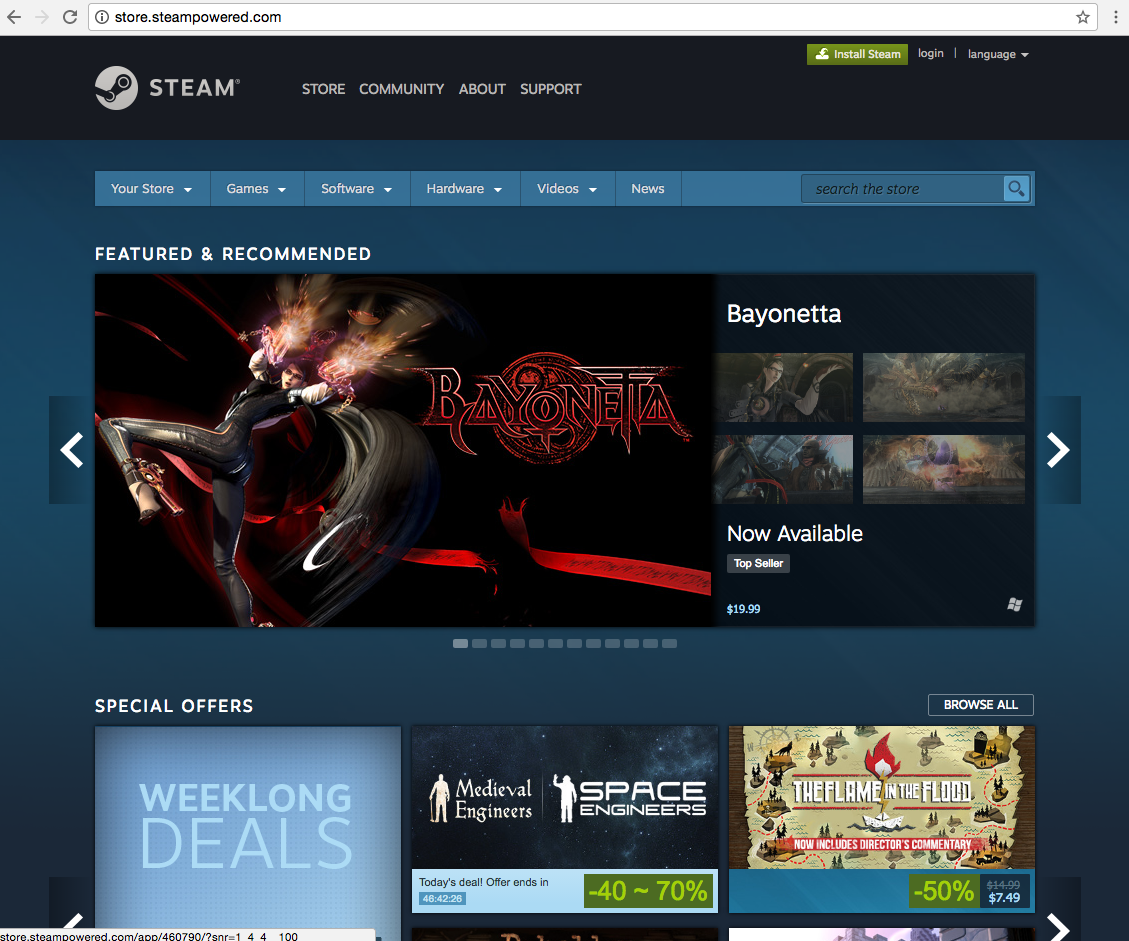 store.steampowered.com
Install Steam login | language
STEAM®
STORE COMMUNITY ABOUT SUPPORT
Your Store Games Software Hardware Videos News search the store
FEATURED & RECOMMENDED
BAYONETTA
Bayonetta
Now Available
Top Seller
$19.99
SPECIAL OFFERS
BROWSE ALL
WEEKLONG
DEALS
Medieval
Engineers
SPACE
ENGINEERS
Today's deal! Offer ends in
46:42:26
-40 ~ 70%
THE FLAME IN THE FLOOD
NOW INCLUDES DIRECTOR'S COMMENTARY
-50%
$14.99
$7.49
store.steampowered.com/app/460790/?snr=1_4_4__100